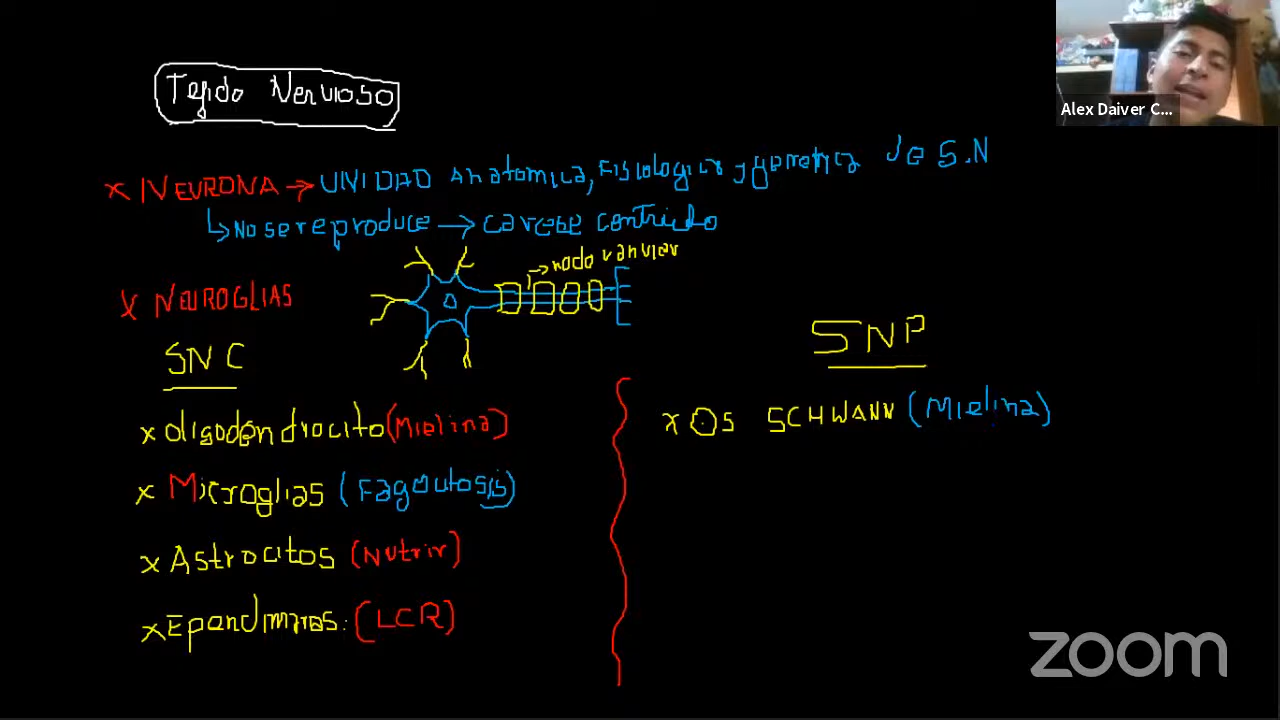 Tejido Nervioso
Alex Daiver C...
x NEURONA → UNIDAD Anatomica, Fisiologica y genetica de S.N
↳ No se reproduce → carece centriolo
→ nodo ranvier
x NEUROGLIAS
SNC
SNP
x Oligodendrocito (Mielina)
x OS SCHWANN (Mielina)
x Microglias (Fagocitosis)
x Astrocitos (Nutrir)
x Ependimarias: (LCR)
zoom